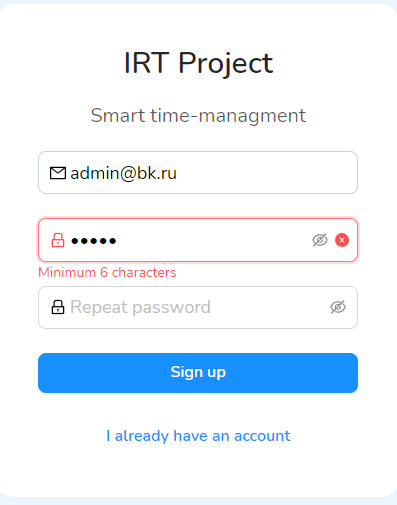 IRT Project
Smart time-managment
admin@bk.ru
•••••
Minimum 6 characters
Repeat password
Sign up
I already have an account